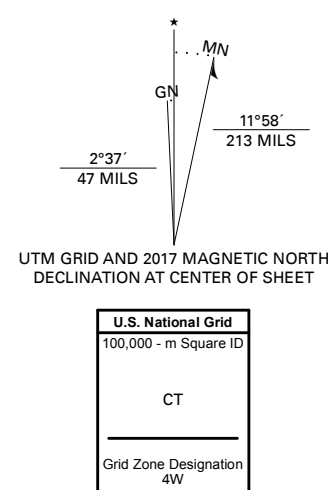 ★
MN
GN
11°58´
213 MILS
2°37´
47 MILS
UTM GRID AND 2017 MAGNETIC NORTH
DECLINATION AT CENTER OF SHEET
U.S. National Grid
100,000 - m Square ID
CT
Grid Zone Designation
4W